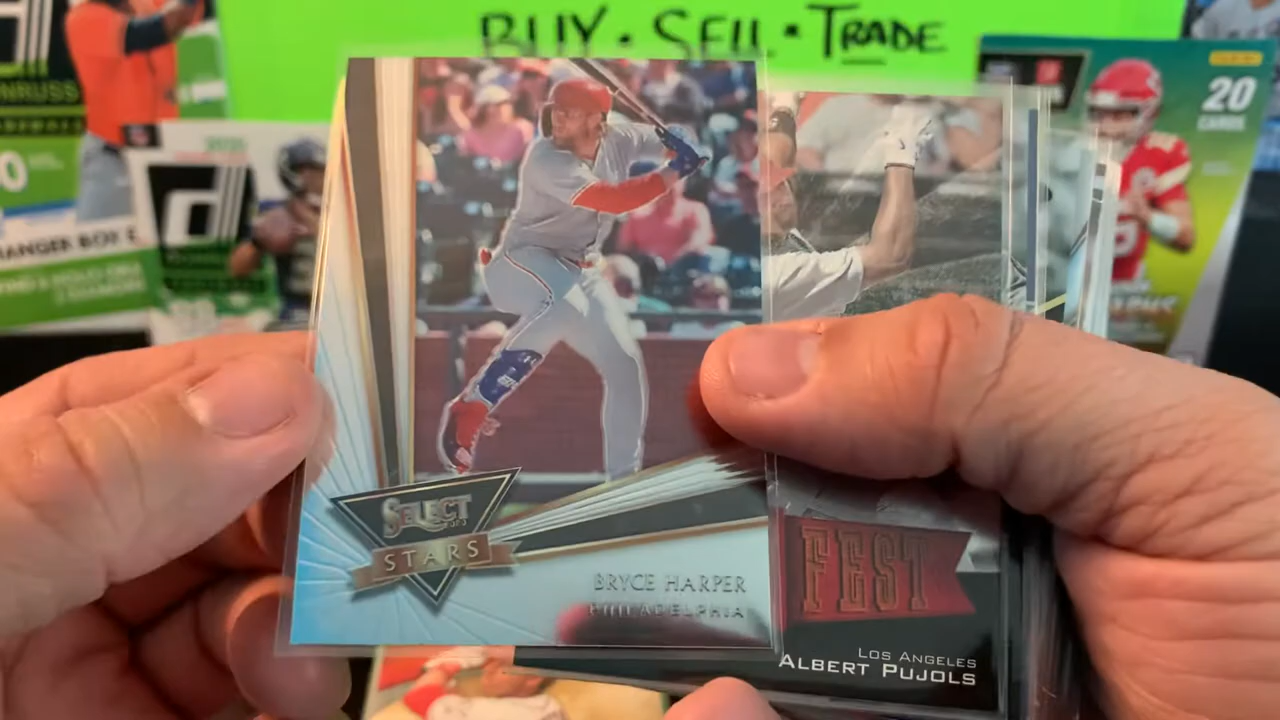 BUY • SELL • TRADE
20
CARDS
SELECT
STARS
BRYCE HARPER
PHILADELPHIA
FEST
LOS ANGELES
ALBERT PUJOLS